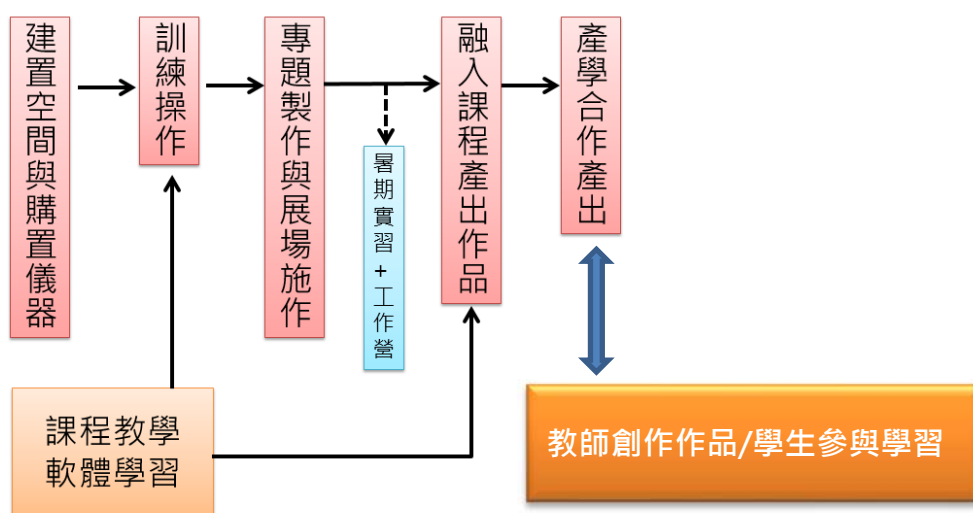 建置空間與購置儀器
訓練操作
專題製作與展場施作
暑期實習+工作營
融入課程產出作品
產學合作產出
課程教學
軟體學習
教師創作作品/學生參與學習